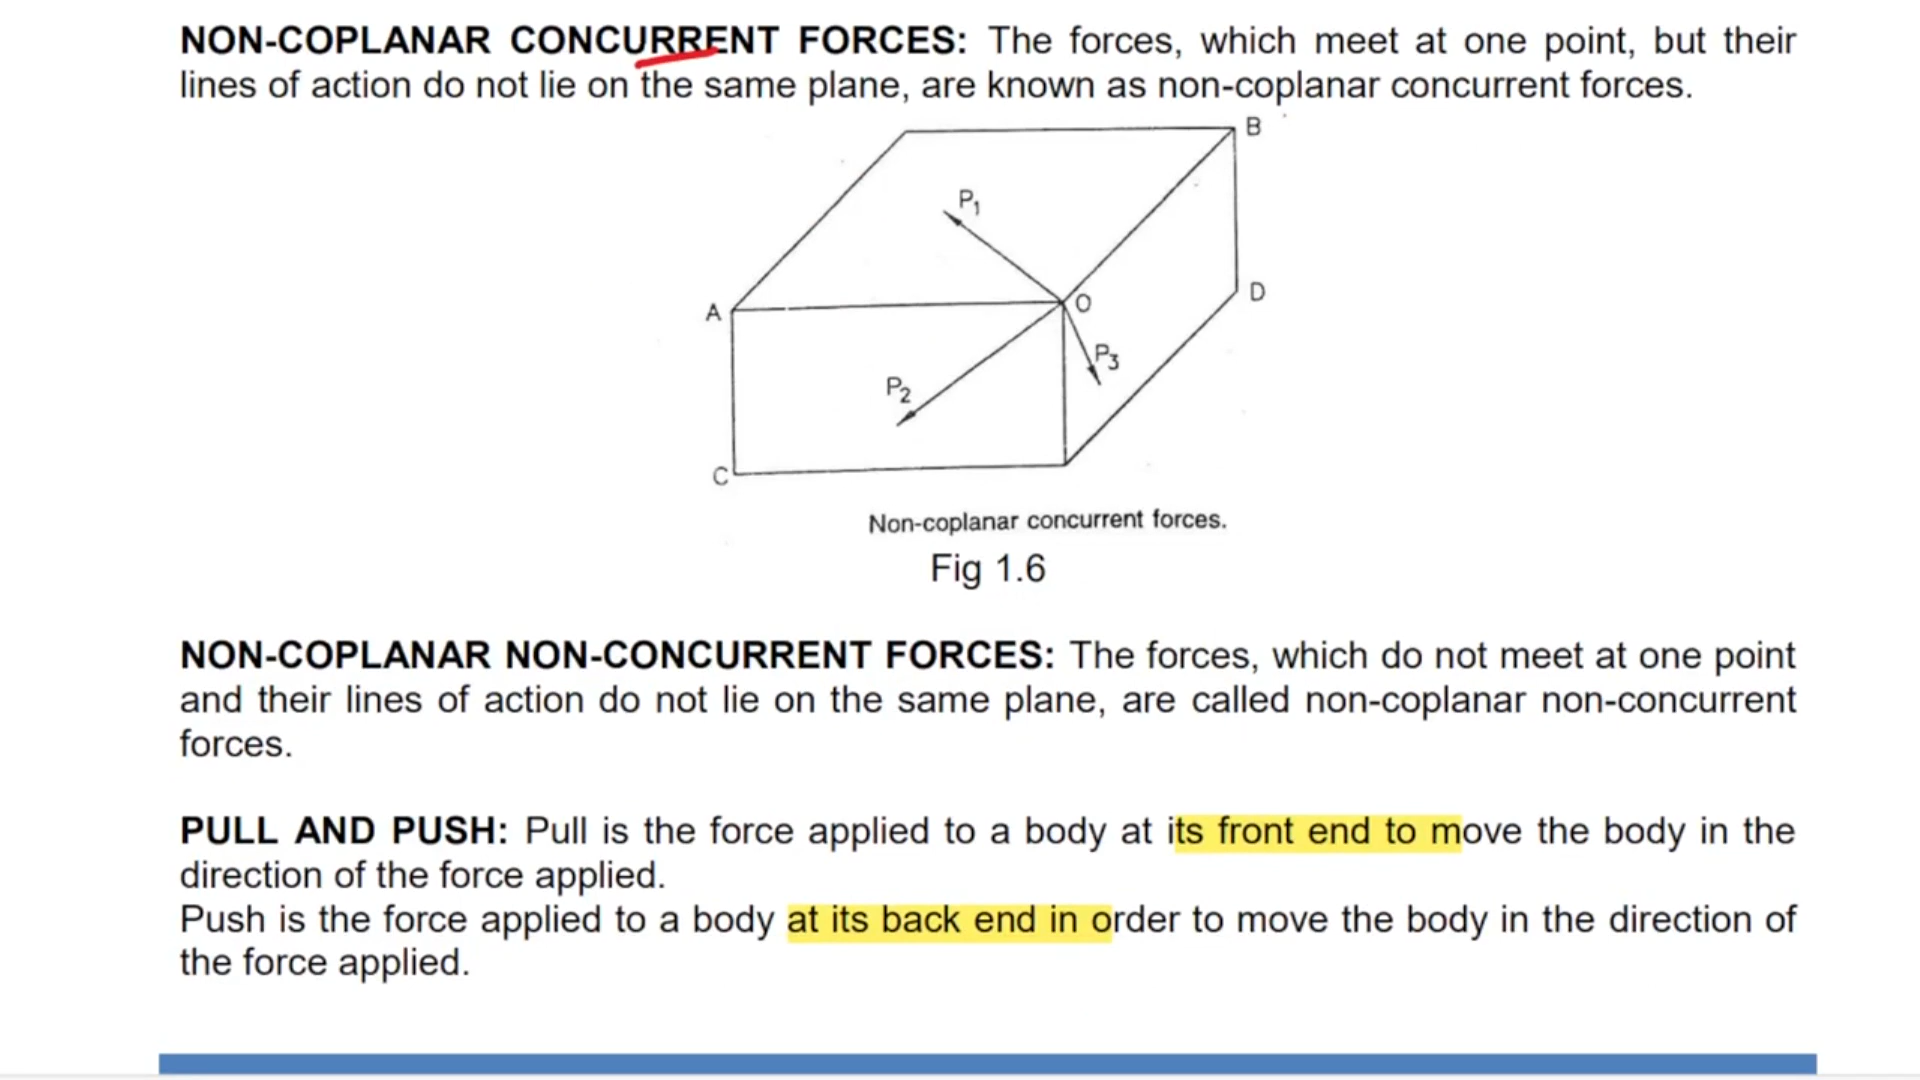 NON-COPLANAR CONCURRENT FORCES: The forces, which meet at one point, but their
lines of action do not lie on the same plane, are known as non-coplanar concurrent forces.
B
P1
A
O
D
P3
P2
C
Non-coplanar concurrent forces.
Fig 1.6
NON-COPLANAR NON-CONCURRENT FORCES: The forces, which do not meet at one point
and their lines of action do not lie on the same plane, are called non-coplanar non-concurrent
forces.
PULL AND PUSH: Pull is the force applied to a body at its front end to move the body in the
direction of the force applied.
Push is the force applied to a body at its back end in order to move the body in the direction of
the force applied.